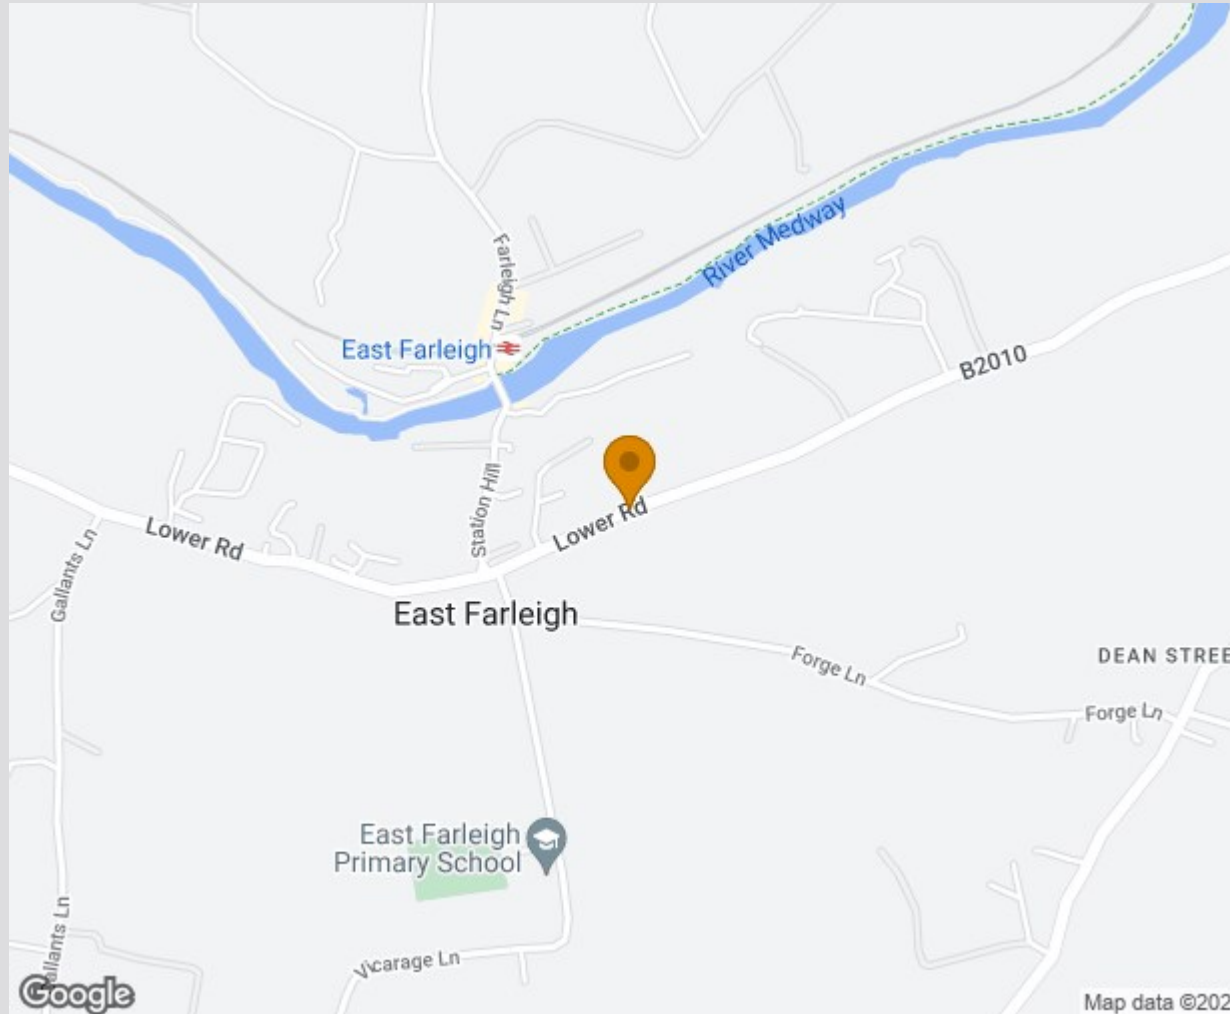 River Medway
Farleigh Ln
East Farleigh
B2010
Station Hill
Lower Rd
Lower Rd
Gallants Ln
East Farleigh
Forge Ln
DEAN STREE
Forge Ln
East Farleigh
Primary School
allants Ln
Vicarage Ln
Google
Map data ©202